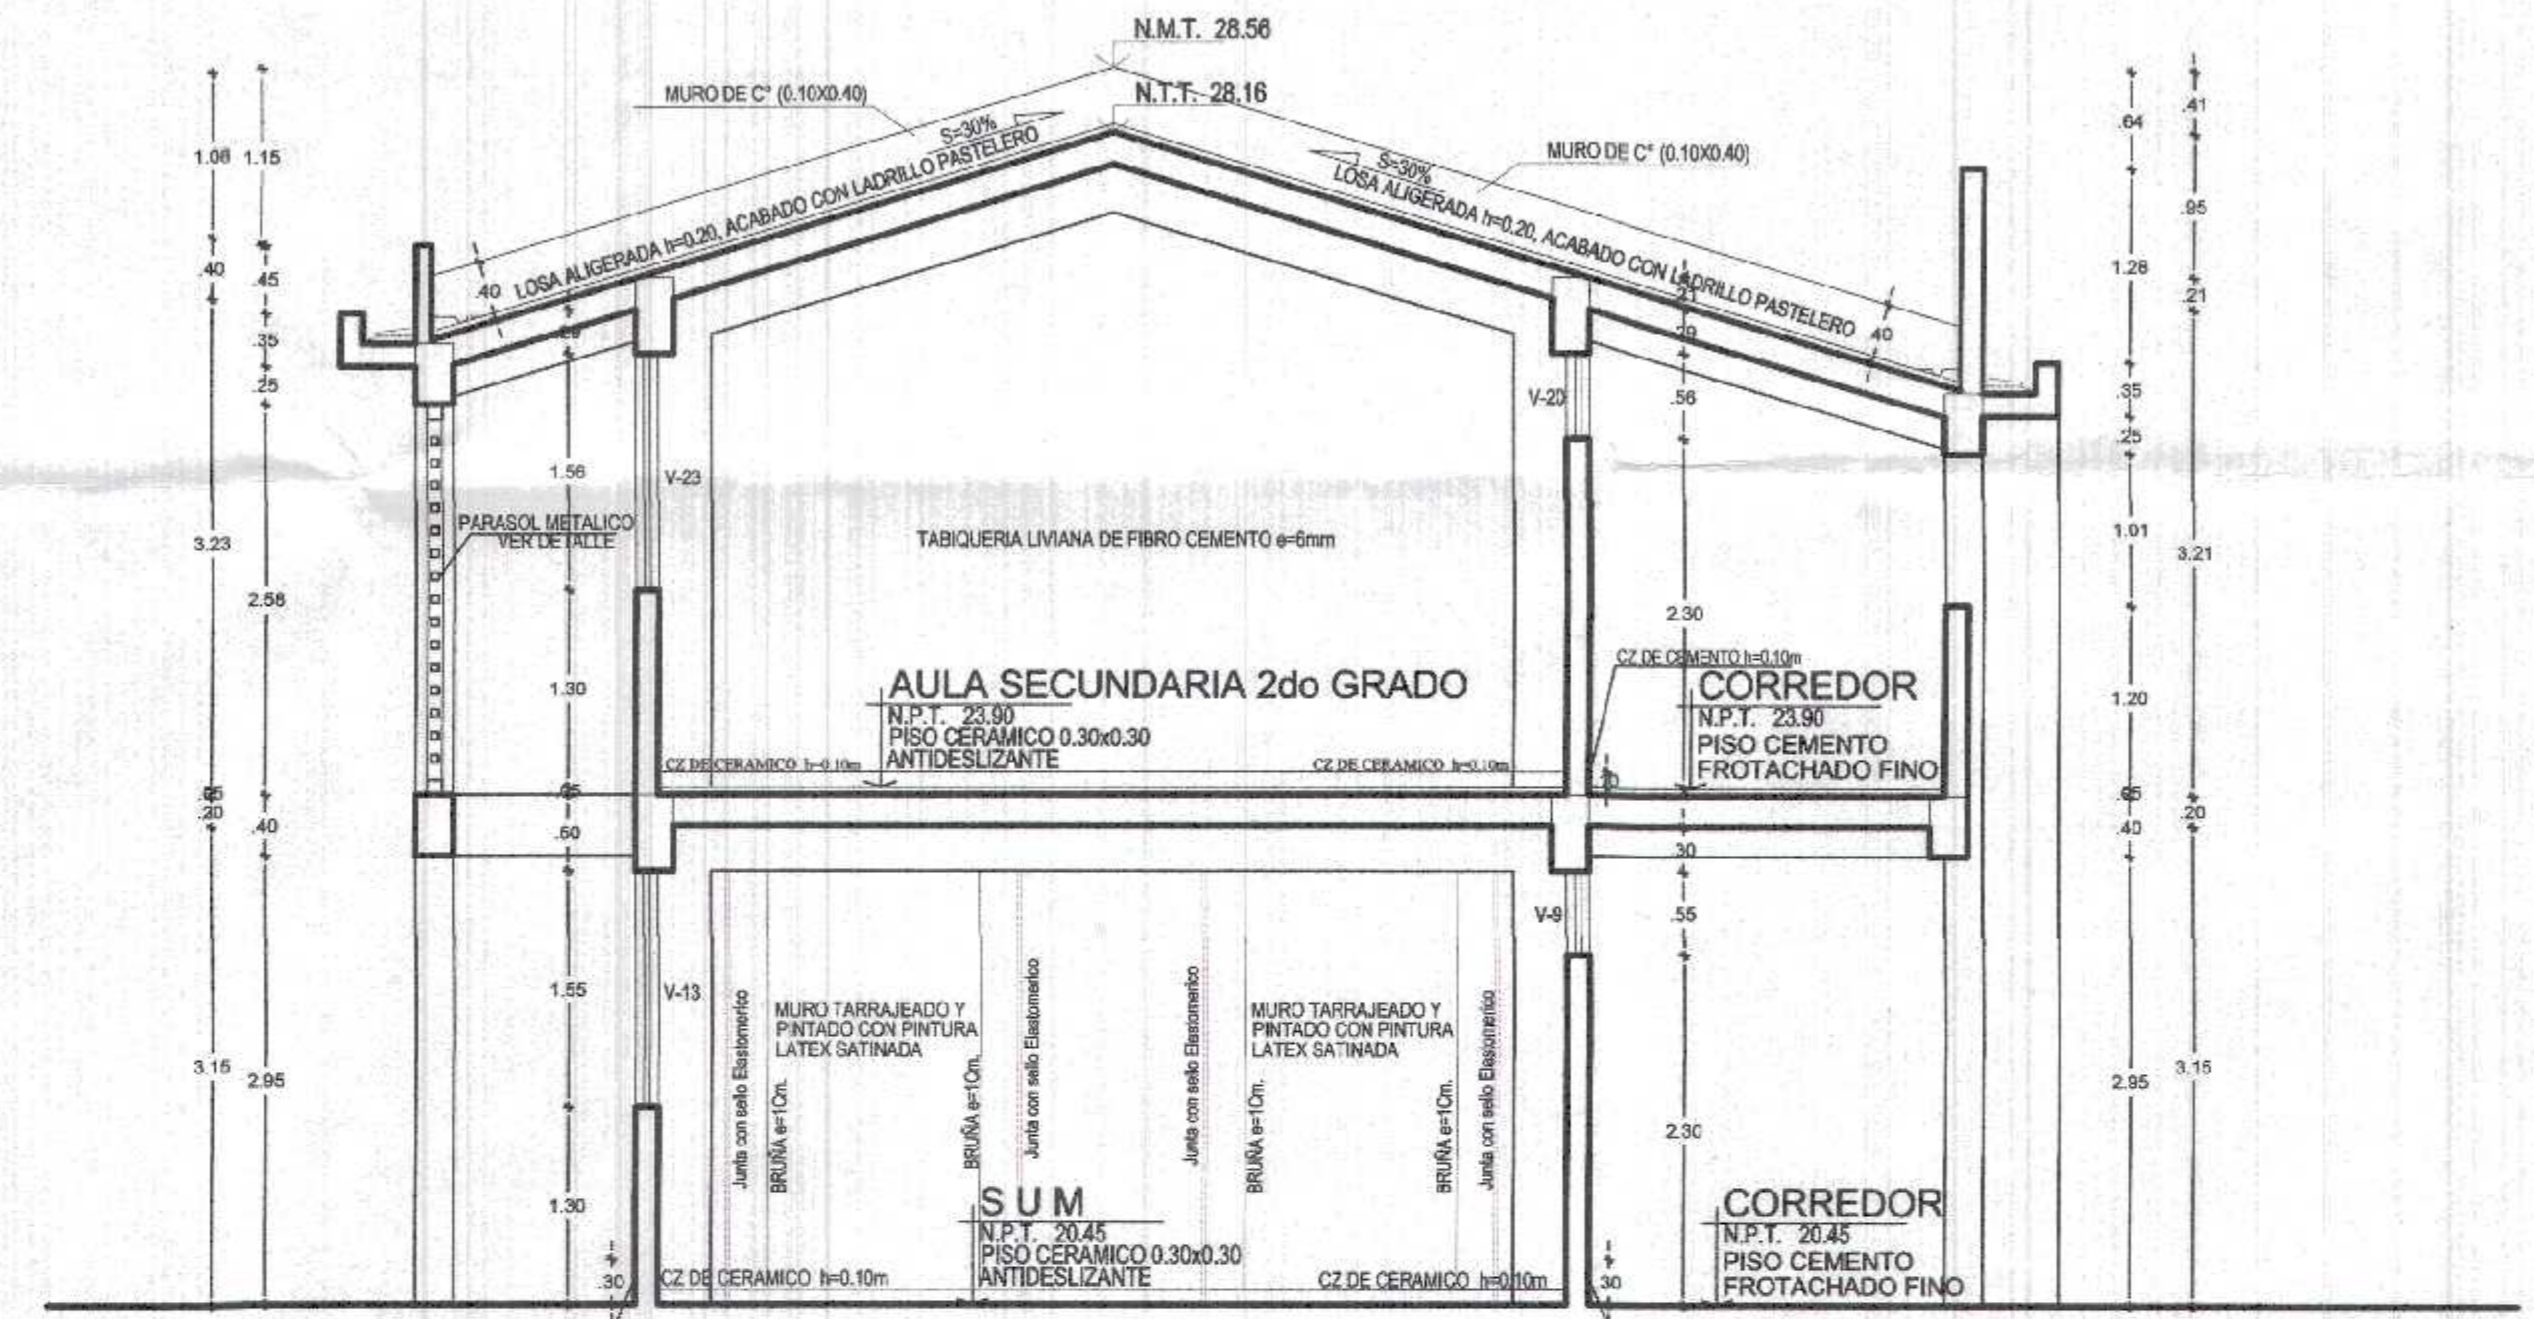 N.M.T. 28.56
N.T.T. 28.16
MURO DE C° (0.10X0.40)
S=30%
LOSA ALIGERADA h=0.20, ACABADO CON LADRILLO PASTELERO
MURO DE C° (0.10X0.40)
S=30%
LOSA ALIGERADA h=0.20, ACABADO CON LADRILLO PASTELERO
.40
.40
1.15
.40
.45
.35
.25
3.23
2.58
.20
.40
3.15
2.95
1.56
1.30
.60
1.55
1.30
.30
V-23
PARASOL METALICO
VER DETALLE
TABIQUERIA LIVIANA DE FIBRO CEMENTO e=6mm
V-20
AULA SECUNDARIA 2do GRADO
N.P.T. 23.90
PISO CERAMICO 0.30x0.30
ANTIDESLIZANTE
CZ DE CERAMICO h=0.10m
CZ DE CERAMICO h=0.10m
.21
.29
.56
2.30
.30
.55
2.30
.30
CZ DE CEMENTO h=0.10m
CORREDOR
N.P.T. 23.90
PISO CEMENTO
FROTACHADO FINO
V-13
V-9
Junta con sello Elastomerico
BRUÑA e=1Cm.
MURO TARRAJEADO Y
PINTADO CON PINTURA
LATEX SATINADA
BRUÑA e=1Cm.
Junta con sello Elastomerico
Junta con sello Elastomerico
BRUÑA e=1Cm.
MURO TARRAJEADO Y
PINTADO CON PINTURA
LATEX SATINADA
BRUÑA e=1Cm.
Junta con sello Elastomerico
S U M
N.P.T. 20.45
PISO CERAMICO 0.30x0.30
ANTIDESLIZANTE
CZ DE CERAMICO h=0.10m
CZ DE CERAMICO h=0.10m
CORREDOR
N.P.T. 20.45
PISO CEMENTO
FROTACHADO FINO
.64
1.28
.35
.25
1.01
1.20
.40
2.95
.41
.95
.21
3.21
.20
3.15